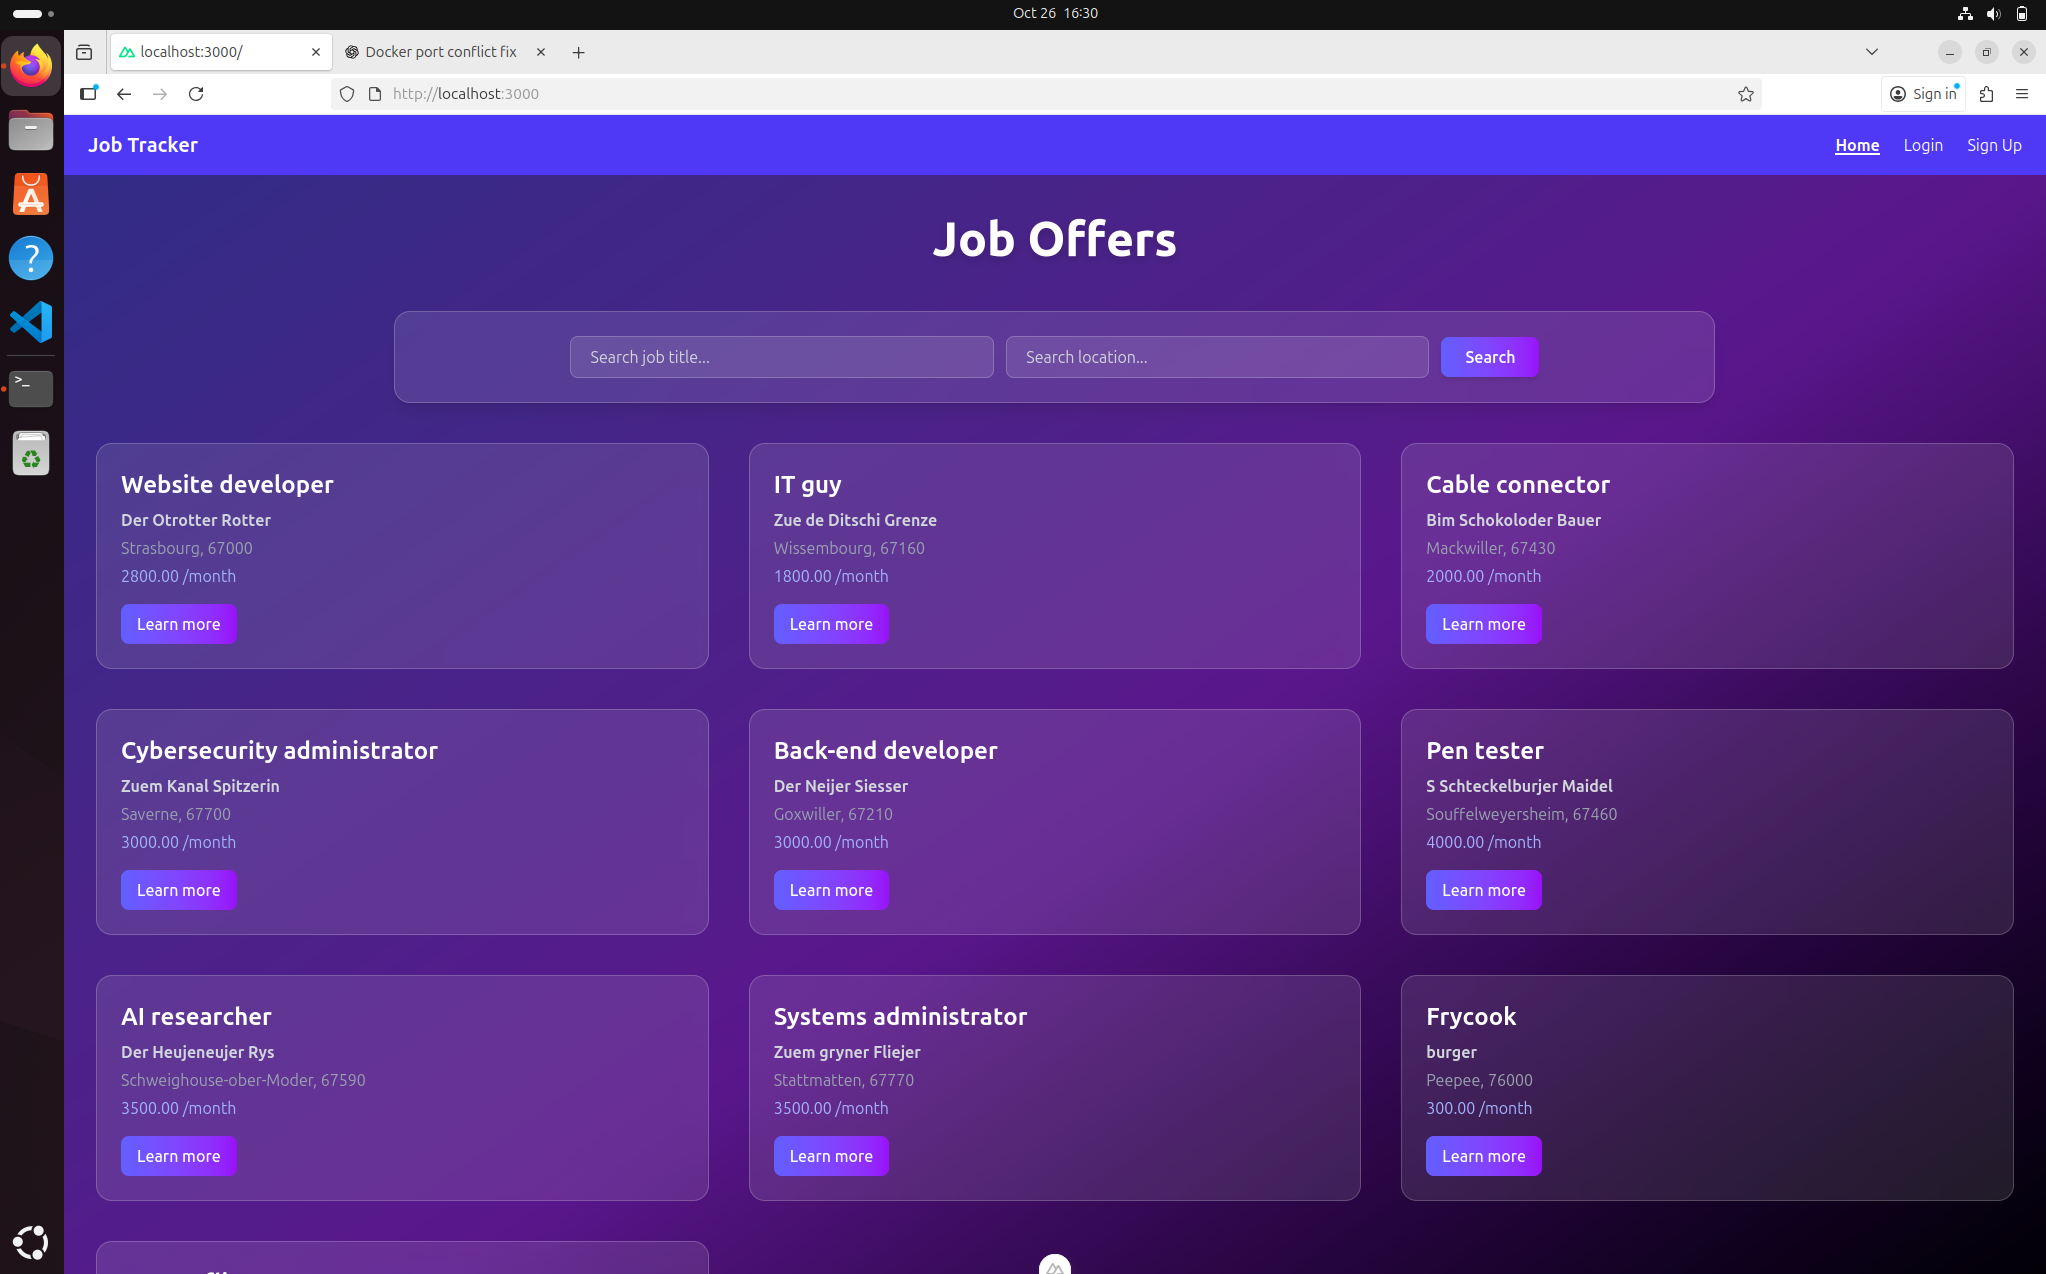 Oct 26 16:30
localhost:3000/
Docker port conflict fix
http://localhost:3000
Sign in
Job Tracker
Home
Login
Sign Up
Job Offers
Search job title...
Search location...
Search
Website developer
Der Otrotter Rotter
Strasbourg, 67000
2800.00 /month
Learn more
IT guy
Zue de Ditschi Grenze
Wissembourg, 67160
1800.00 /month
Learn more
Cable connector
Bim Schokoloder Bauer
Mackwiller, 67430
2000.00 /month
Learn more
Cybersecurity administrator
Zuem Kanal Spitzerin
Saverne, 67700
3000.00 /month
Learn more
Back-end developer
Der Neijer Siesser
Goxwiller, 67210
3000.00 /month
Learn more
Pen tester
S Schteckelburjer Maidel
Souffelweyersheim, 67460
4000.00 /month
Learn more
AI researcher
Der Heujeneujer Rys
Schweighouse-ober-Moder, 67590
3500.00 /month
Learn more
Systems administrator
Zuem gryner Fliejer
Stattmatten, 67770
3500.00 /month
Learn more
Frycook
burger
Peepee, 76000
300.00 /month
Learn more